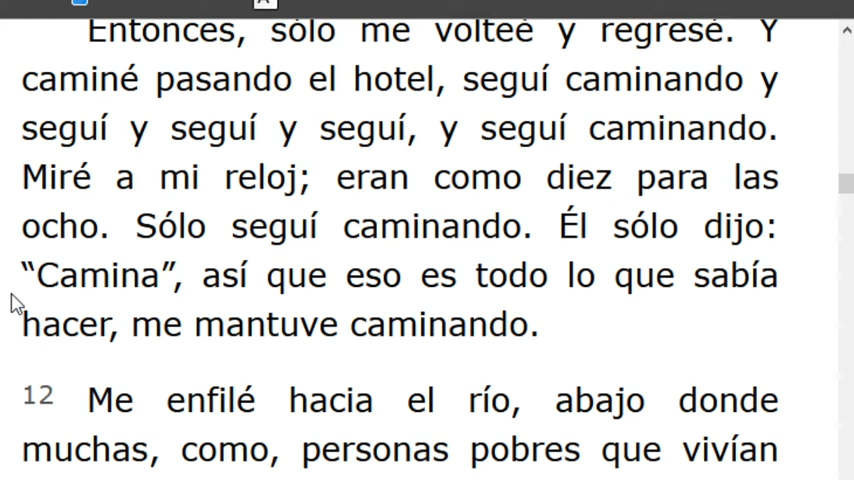 Entonces, sólo me volteé y regresé. Y
caminé pasando el hotel, seguí caminando y
seguí y seguí y seguí, y seguí caminando.
Miré a mi reloj; eran como diez para las
ocho. Sólo seguí caminando. Él sólo dijo:
“Camina”, así que eso es todo lo que sabía
hacer, me mantuve caminando.
12 Me enfilé hacia el río, abajo donde
muchas, como, personas pobres que vivían